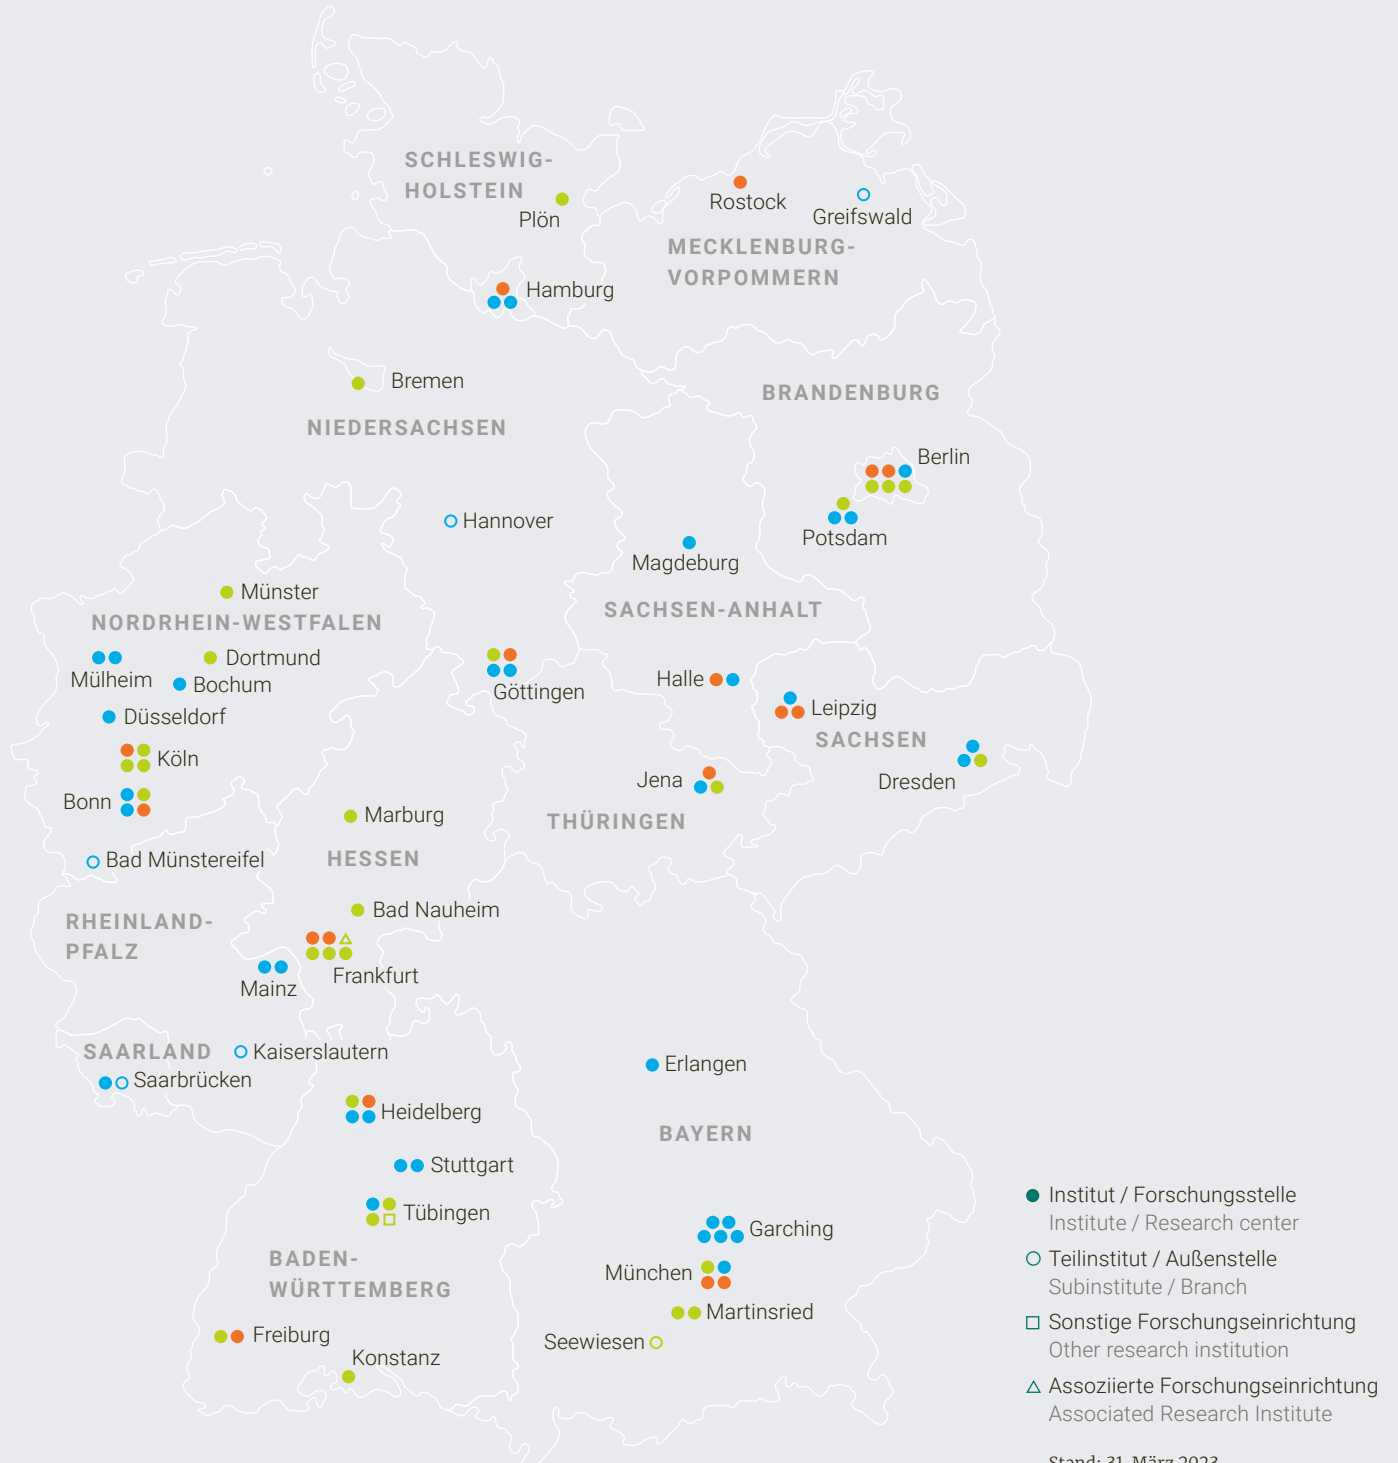 SCHLESWIG-
HOLSTEIN
Plön
Rostock
Greifswald
MECKLENBURG-
VORPOMMERN
Hamburg
Bremen
BRANDENBURG
NIEDERSACHSEN
Berlin
Hannover
Potsdam
Magdeburg
Münster
SACHSEN-ANHALT
NORDRHEIN-WESTFALEN
Dortmund
Mülheim
Bochum
Göttingen
Halle
Leipzig
Düsseldorf
SACHSEN
Köln
Jena
Dresden
Bonn
Marburg
THÜRINGEN
Bad Münstereifel
HESSEN
Bad Nauheim
RHEINLAND-
PFALZ
Frankfurt
Mainz
SAARLAND
Kaiserslautern
Saarbrücken
Erlangen
Heidelberg
BAYERN
Stuttgart
Tübingen
Garching
BADEN-
WÜRTTEMBERG
München
Martinsried
Freiburg
Seewiesen
Konstanz
Institut / Forschungsstelle
Institute / Research center
Teilinstitut / Außenstelle
Subinstitute / Branch
Sonstige Forschungseinrichtung
Other research institution
Assoziierte Forschungseinrichtung
Associated Research Institute
Stand: 31. März 2023